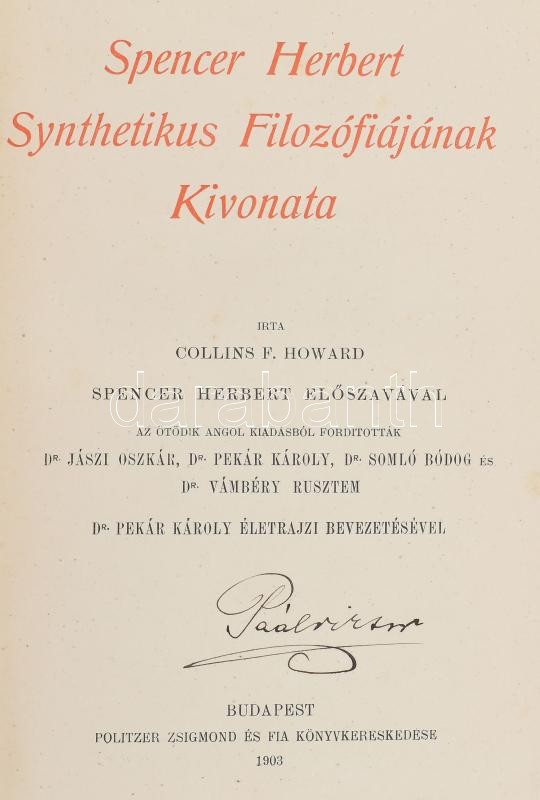 Spencer Herbert
Synthetikus Filozófiájának
Kivonata
IRTA
COLLINS F. HOWARD
SPENCER HERBERT ELŐSZAVÁVAL
darabanth
AZ ÖTÖDIK ANGOL KIADÁSBÓL FORDITOTTÁK
DR. JÁSZI OSZKÁR, DR. PEKÁR KÁROLY, DR. SOMLÓ BÓDOG ÉS
DR. VÁMBÉRY RUSZTEM
DR. PEKÁR KÁROLY ÉLETRAJZI BEVEZETÉSÉVEL
BUDAPEST
POLITZER ZSIGMOND ÉS FIA KÖNYVKERESKEDESE
1903